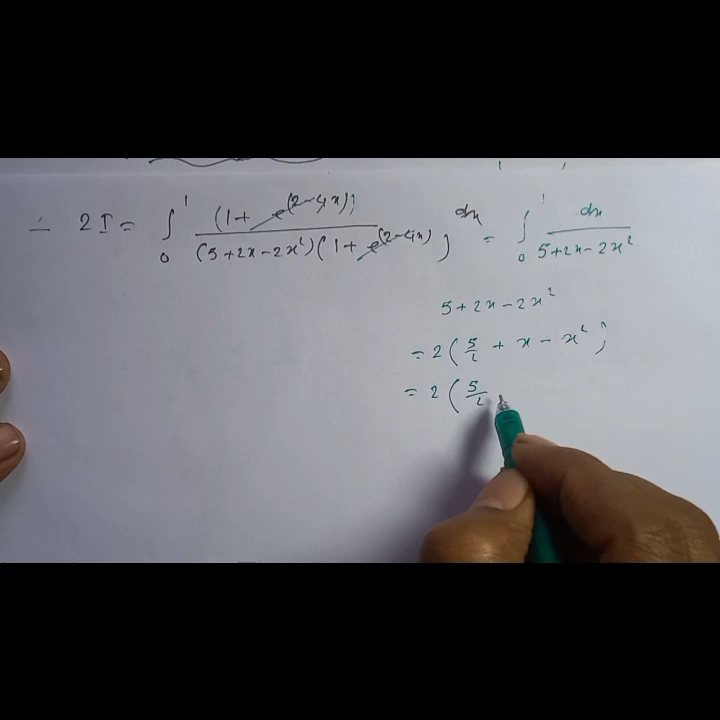 ∴ 2I = ∫₀¹ (1+e^(2-4x)) / (5+2x-2x²)(1+e^(2-4x)) dx = ∫₀¹ dx / 5+2x-2x²
5+2x-2x²
= 2(5/2 + x - x²)
= 2(5/2